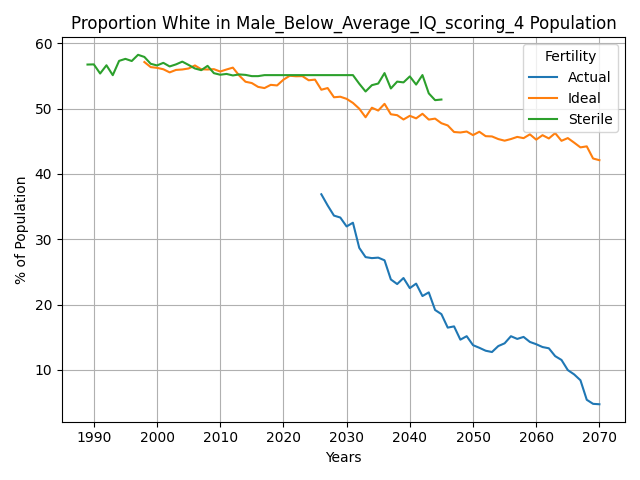 Proportion White in Male_Below_Average_IQ_scoring_4 Population
Fertility
Actual
Ideal
Sterile
% of Population
60
50
40
30
20
10
1990 2000 2010 2020 2030 2040 2050 2060 2070
Years